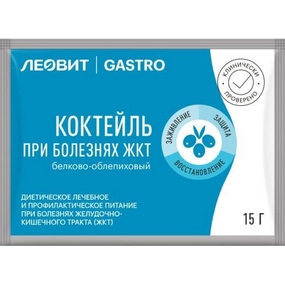 ЛЕОВИТ | GASTRO
КЛИНИЧЕСКИ
ПРОВЕРЕНО
КОКТЕЙЛЬ
ПРИ БОЛЕЗНЯХ ЖКТ
белково-облепиховый
ЗАЖИВЛЕНИЕ
ЗАЩИТА
ВОССТАНОВЛЕНИЕ
ДИЕТИЧЕСКОЕ ЛЕЧЕБНОЕ
И ПРОФИЛАКТИЧЕСКОЕ ПИТАНИЕ
ПРИ БОЛЕЗНЯХ ЖЕЛУДОЧНО-
КИШЕЧНОГО ТРАКТА (ЖКТ)
15 Г